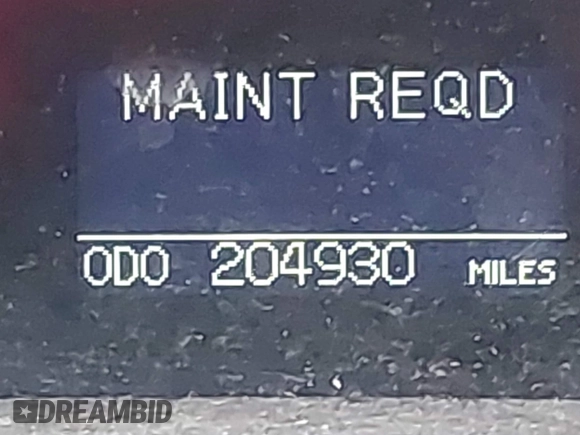 MAINT REQD
ODO 204930 MILES
DREAMBID